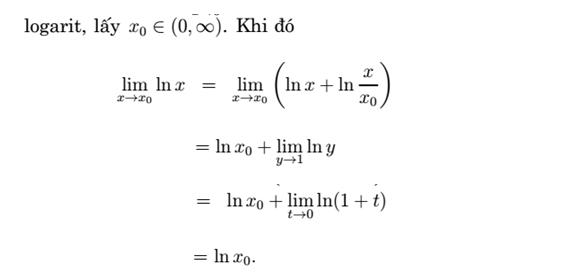 logarit, lấy x₀ ∈ (0, ∞). Khi đó
lim_{x→x₀} ln x = lim_{x→x₀} (ln x + ln x/x₀)
= ln x₀ + lim_{y→1} ln y
= ln x₀ + lim_{t→0} ln(1 + t)
= ln x₀.